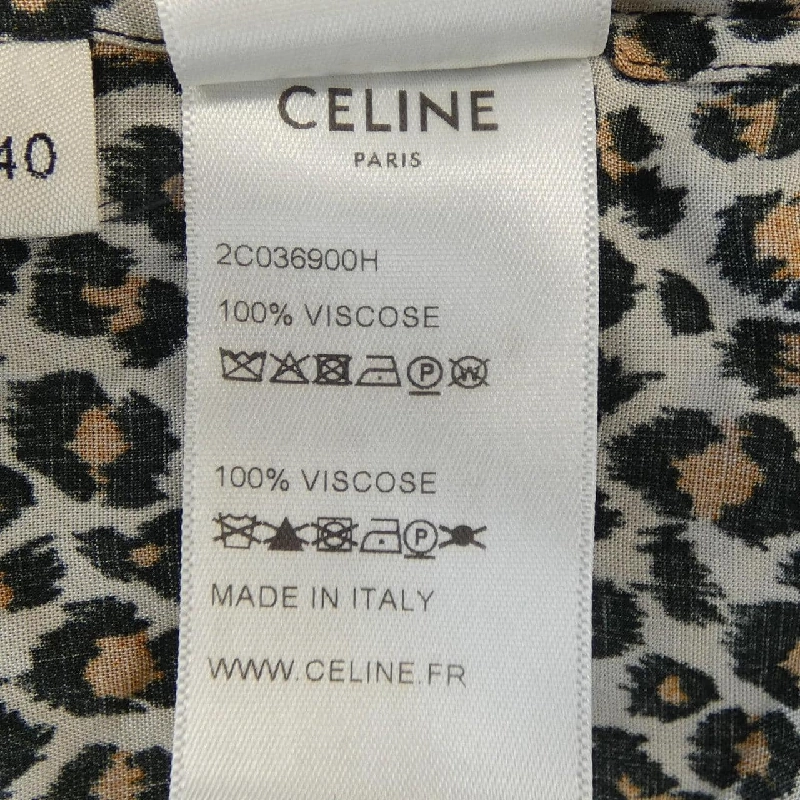 CELINE
PARIS
40
2C036900H
100% VISCOSE
P W
100% VISCOSE
P
MADE IN ITALY
WWW.CELINE.FR